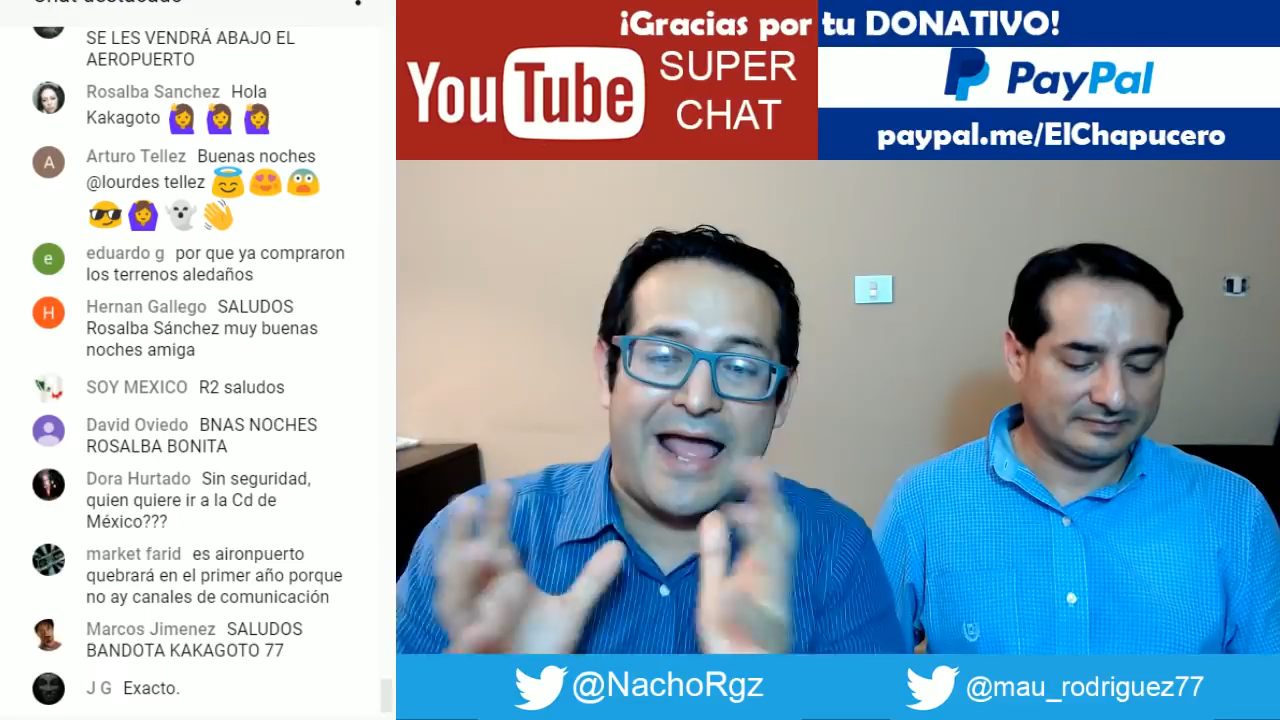 Chat destacado
SE LES VENDRÁ ABAJO EL
AEROPUERTO
Rosalba Sanchez Hola
Kakagoto
Arturo Tellez Buenas noches
@lourdes tellez
eduardo g por que ya compraron
los terrenos aledaños
Hernan Gallego SALUDOS
Rosalba Sánchez muy buenas
noches amiga
SOY MEXICO R2 saludos
David Oviedo BNAS NOCHES
ROSALBA BONITA
Dora Hurtado Sin seguridad,
quien quiere ir a la Cd de
México???
market farid es aironpuerto
quebrará en el primer año porque
no ay canales de comunicación
Marcos Jimenez SALUDOS
BANDOTA KAKAGOTO 77
J G Exacto.
¡Gracias por tu DONATIVO!
YouTube
SUPER
CHAT
PayPal
paypal.me/ElChapucero
@NachoRgz
@mau_rodriguez77
A
e
H